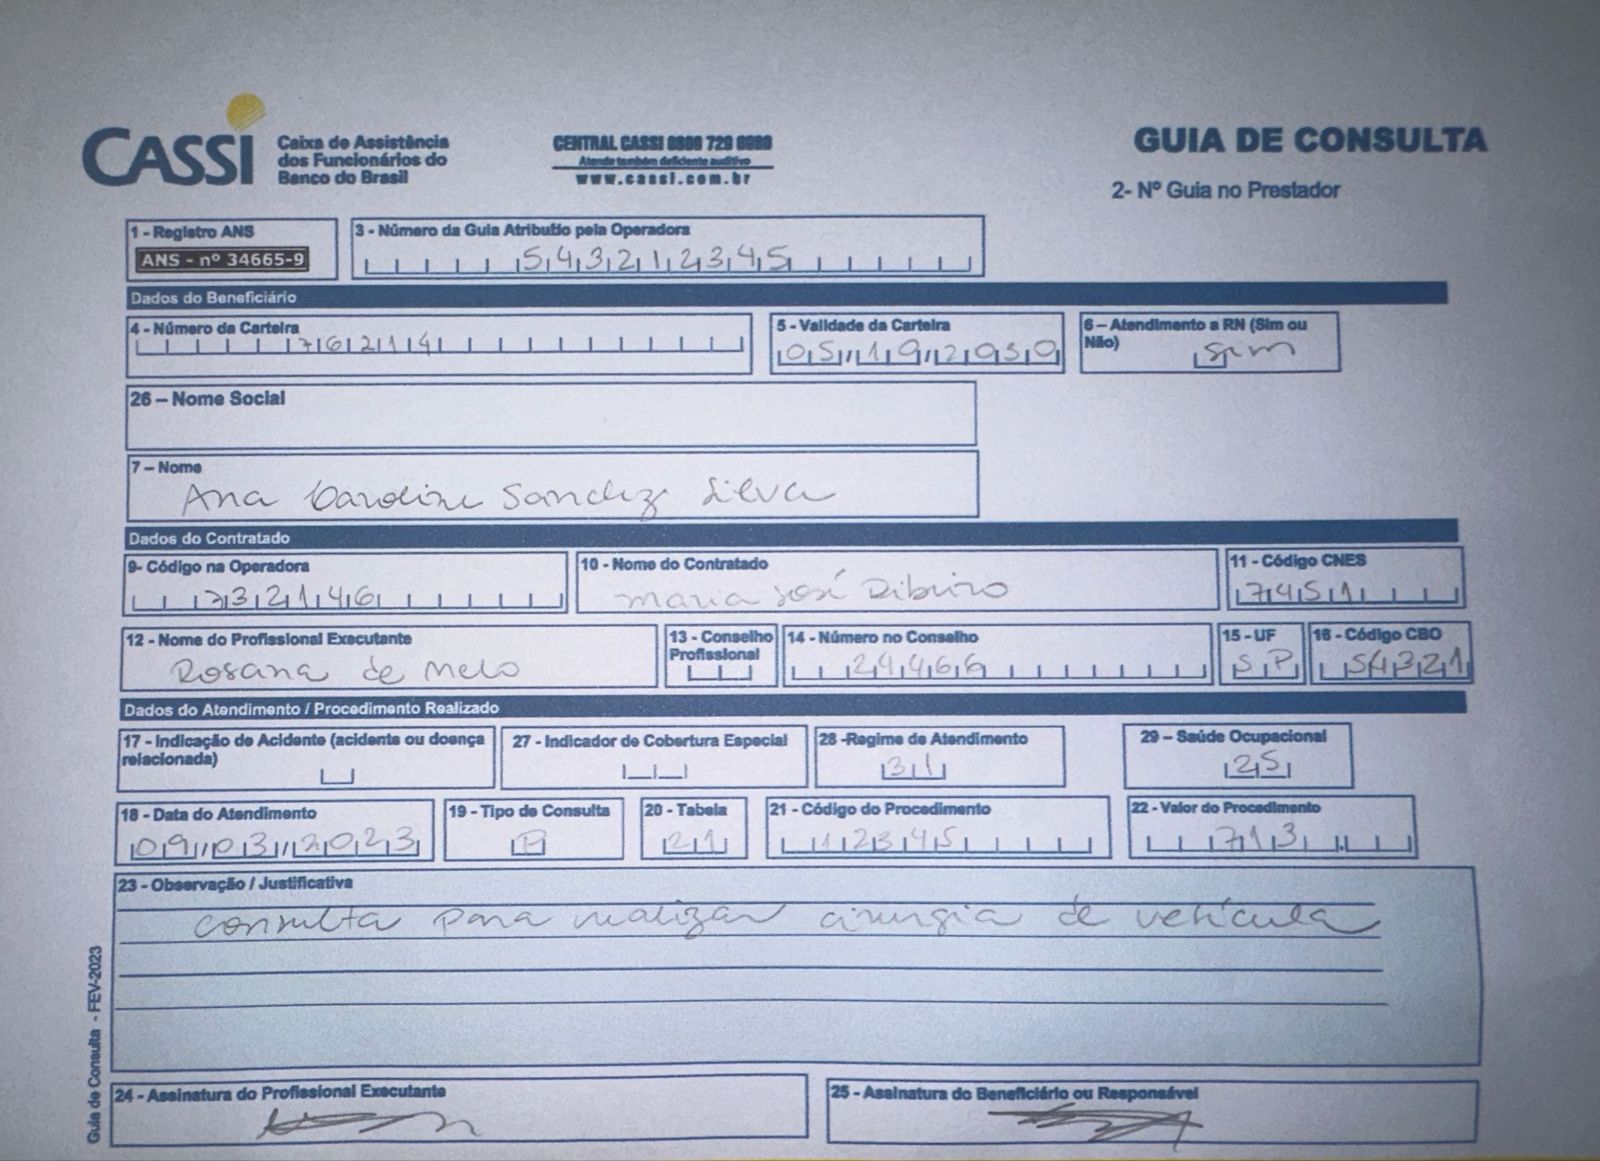 CASSI
Caixa de Assistência
dos Funcionários do
Banco do Brasil
CENTRAL CASSI 0800 729 0080
Atende também deficiente auditivo
www.cassi.com.br
GUIA DE CONSULTA
2- Nº Guia no Prestador
1 - Registro ANS
ANS - nº 34665-9
3 - Número da Guia Atributio pela Operadora
543212345
Dados do Beneficiário
4 - Número da Carteira
76214
5 - Validade da Carteira
05/19/2030
6 – Atendimento a RN (Sim ou
Não)
sim
26 – Nome Social
7 – Nome
Ana Caroline Sanchez Silva
Dados do Contratado
9- Código na Operadora
732146
10 - Nome do Contratado
Maria José Ribeiro
11 - Código CNES
7451
12 - Nome do Profissional Executante
Rosana de Melo
13 - Conselho
Profissional
14 - Número no Conselho
24466
15 - UF
SP
16 - Código CBO
54321
Dados do Atendimento / Procedimento Realizado
17 - Indicação de Acidente (acidente ou doença
relacionada)
27 - Indicador de Cobertura Especial
28 -Regime de Atendimento
31
29 – Saúde Ocupacional
25
18 - Data do Atendimento
09/03/2023
19 - Tipo de Consulta
20 - Tabela
21
21 - Código do Procedimento
12345
22 - Valor do Procedimento
713
23 - Observação / Justificativa
consulta para realizar cirurgia de vesícula
24 - Assinatura do Profissional Executante
25 - Assinatura do Beneficiário ou Responsável
Guia de Consulta - FEV-2023